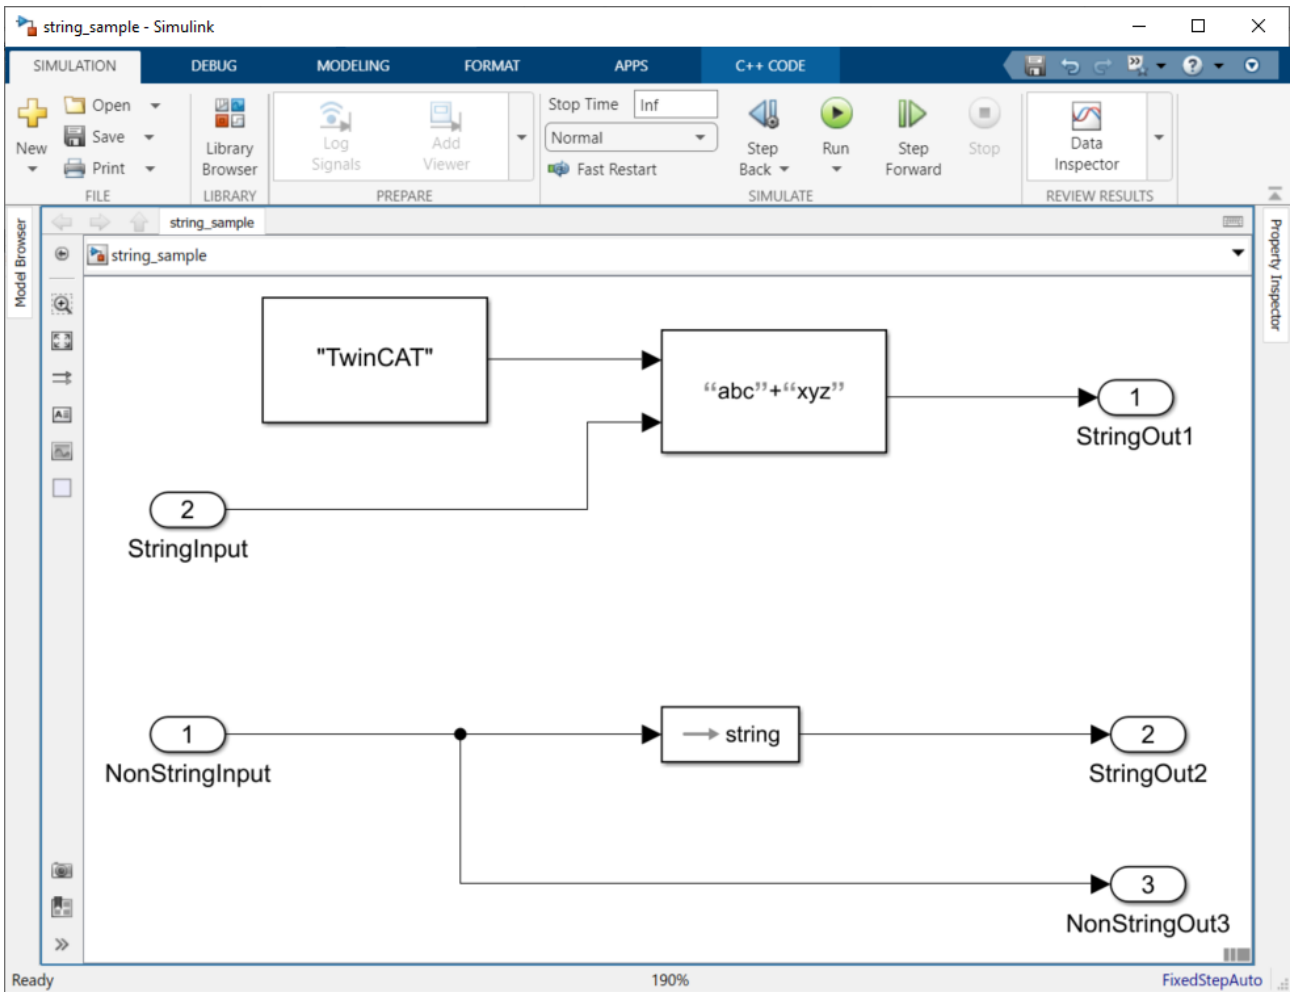 string_sample - Simulink
SIMULATION DEBUG MODELING FORMAT APPS C++ CODE
New
Open
Save
Print
FILE
Library
Browser
LIBRARY
Log
Signals
Add
Viewer
PREPARE
Stop Time Inf
Normal
Fast Restart
Step
Back
Run
Step
Forward
Stop
SIMULATE
Data
Inspector
REVIEW RESULTS
Model Browser
string_sample
string_sample
Property Inspector
"TwinCAT"
“abc”+“xyz”
1
StringOut1
2
StringInput
1
NonStringInput
string
2
StringOut2
3
NonStringOut3
Ready 190% FixedStepAuto